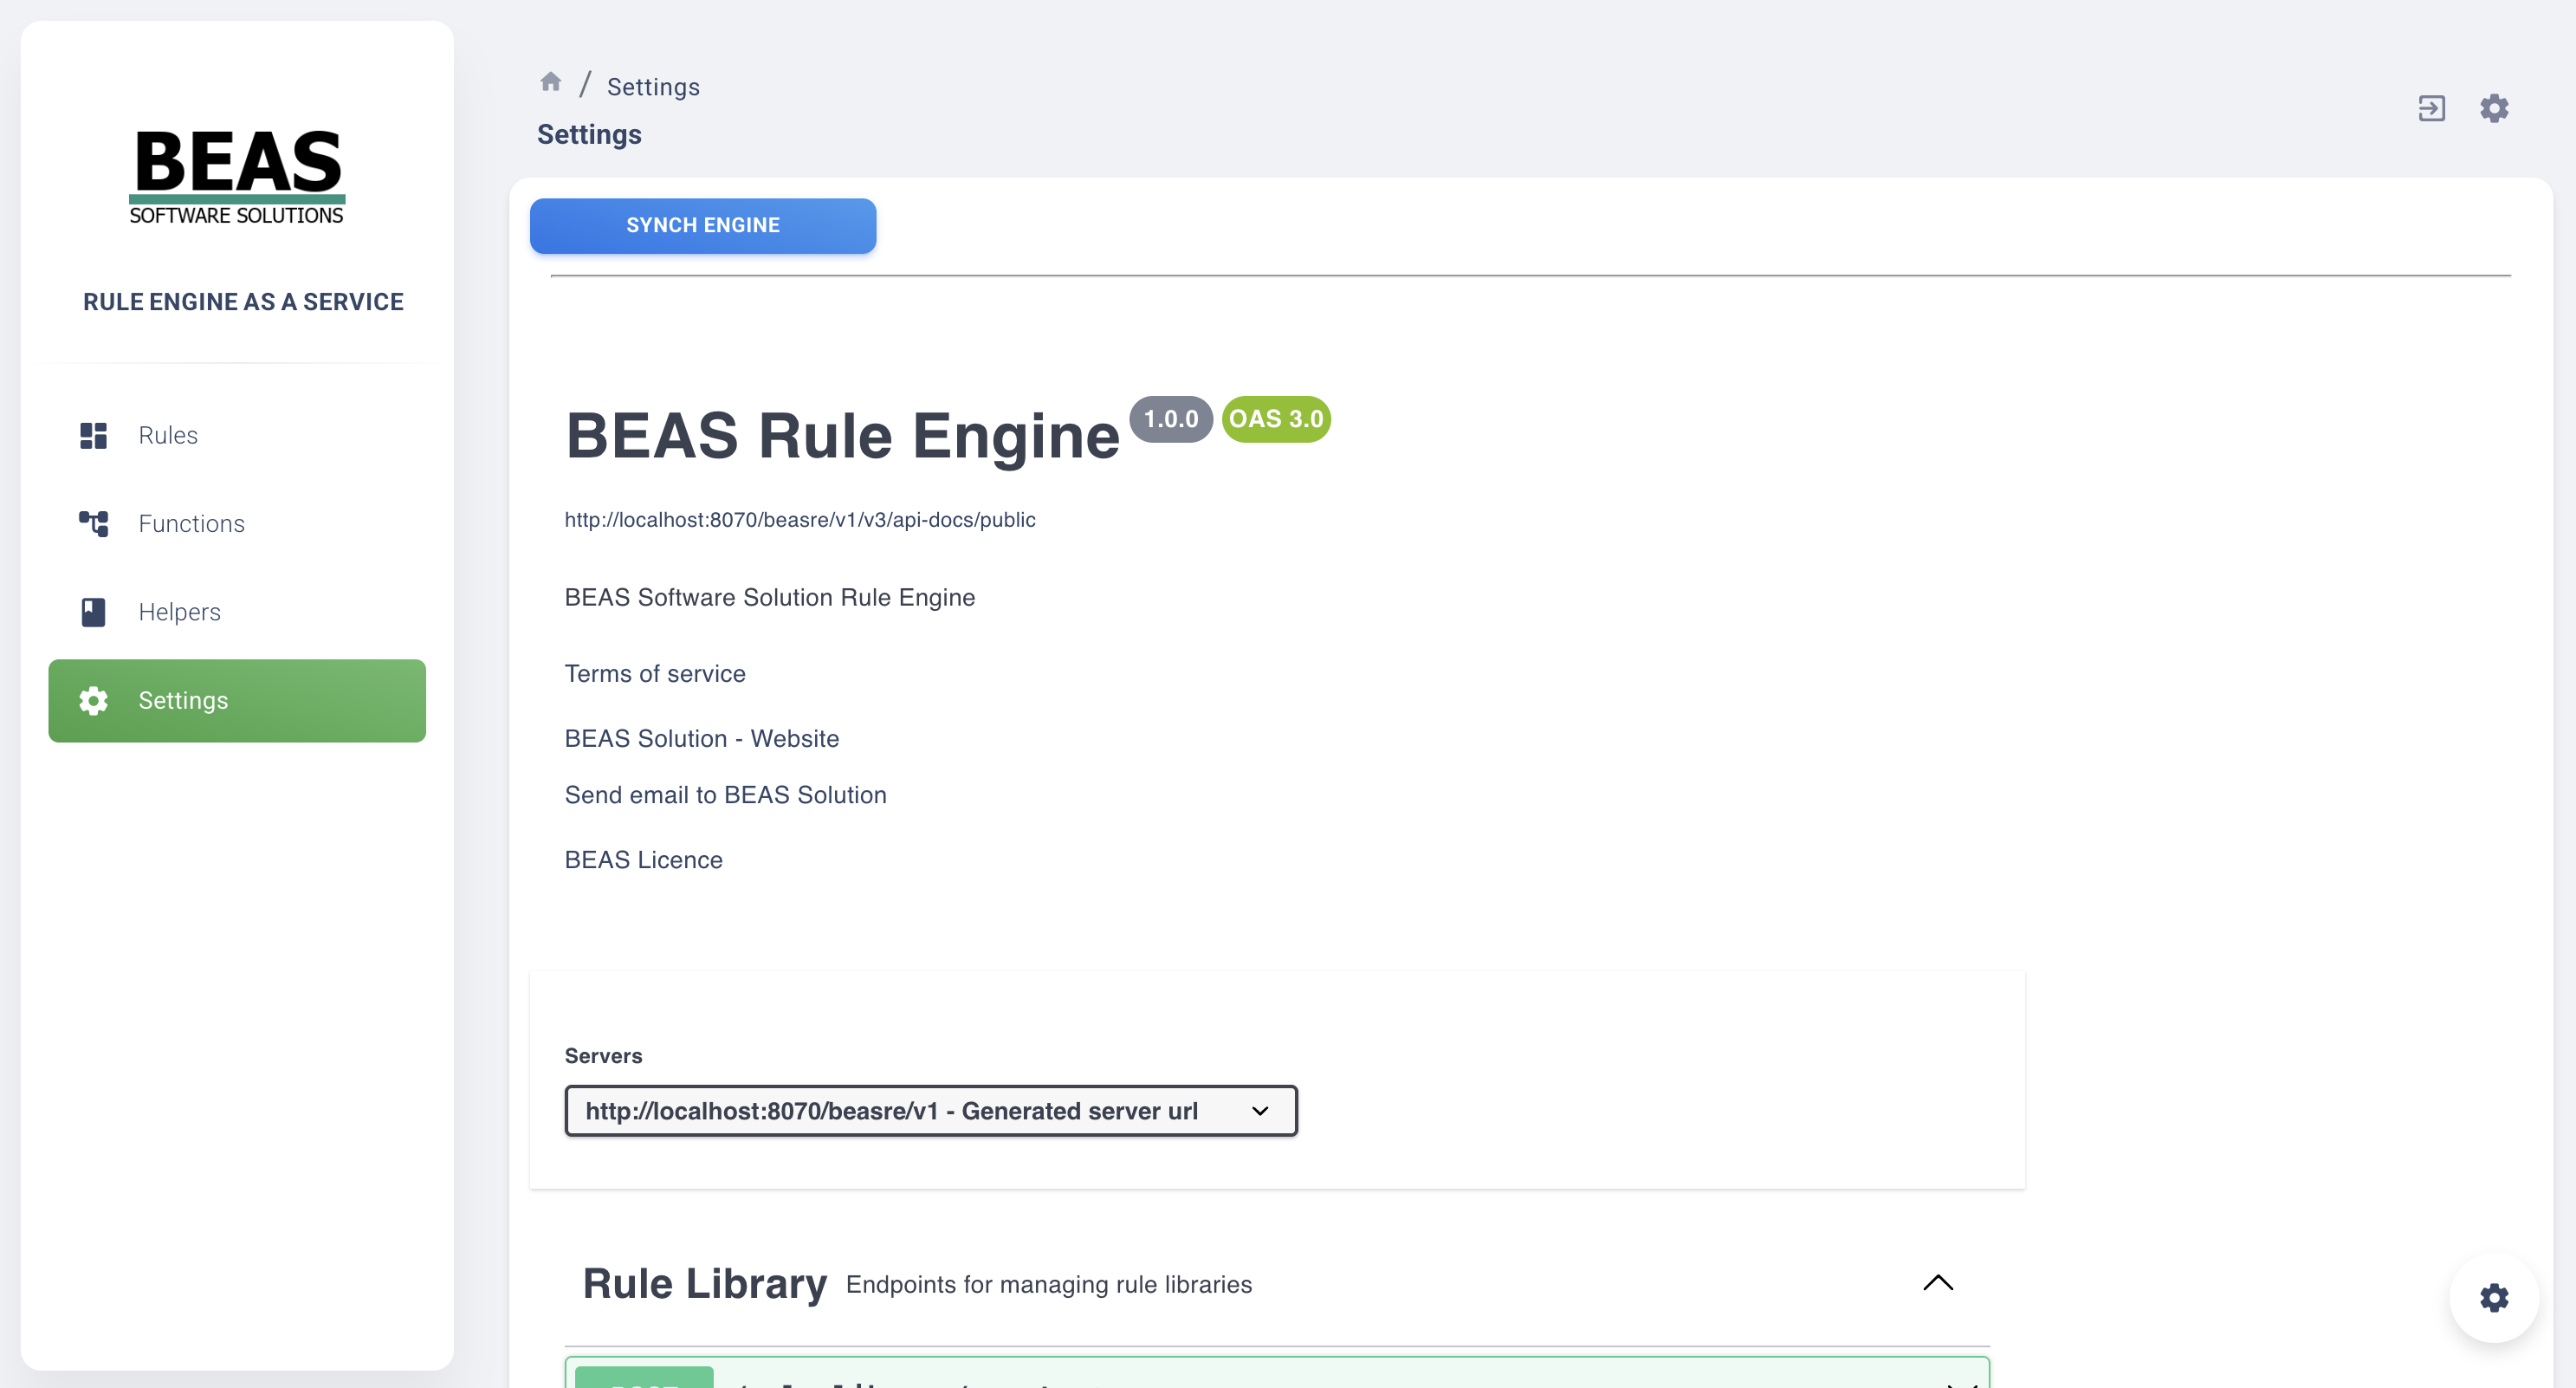 BEAS
SOFTWARE SOLUTIONS
RULE ENGINE AS A SERVICE
Rules
Functions
Helpers
Settings
/ Settings
Settings
SYNCH ENGINE
BEAS Rule Engine 1.0.0 OAS 3.0
http://localhost:8070/beasre/v1/v3/api-docs/public
BEAS Software Solution Rule Engine
Terms of service
BEAS Solution - Website
Send email to BEAS Solution
BEAS Licence
Servers
http://localhost:8070/beasre/v1 - Generated server url
Rule Library Endpoints for managing rule libraries